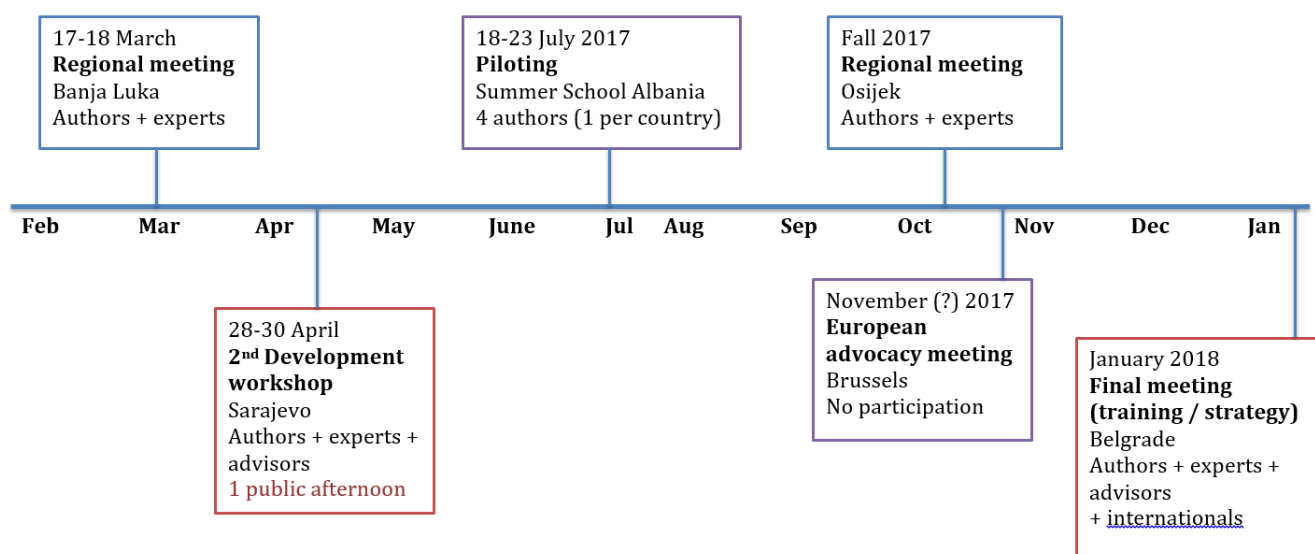 17-18 March
Regional meeting
Banja Luka
Authors + experts
18-23 July 2017
Piloting
Summer School Albania
4 authors (1 per country)
Fall 2017
Regional meeting
Osijek
Authors + experts
Feb Mar Apr May June Jul Aug Sep Oct Nov Dec Jan
28-30 April
2nd Development
workshop
Sarajevo
Authors + experts +
advisors
1 public afternoon
November (?) 2017
European
advocacy meeting
Brussels
No participation
January 2018
Final meeting
(training / strategy)
Belgrade
Authors + experts +
advisors
+ internationals